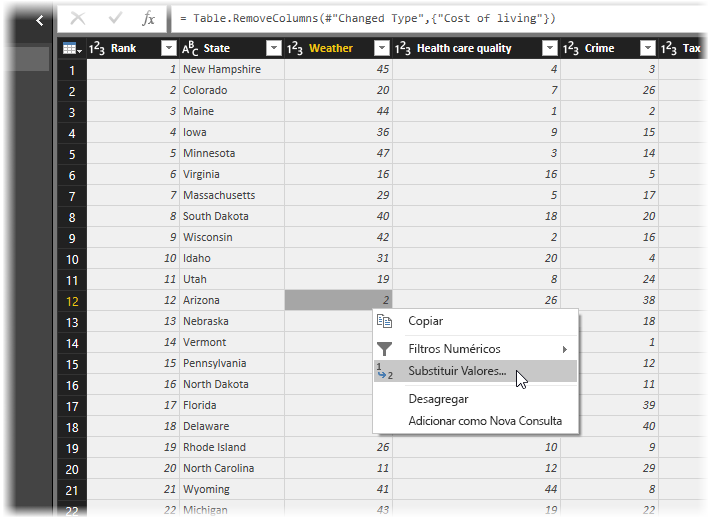 = Table.RemoveColumns(#"Changed Type",{"Cost of living"})
1²3 Rank ABC State 1²3 Weather 1²3 Health care quality 1²3 Crime 1²3 Tax
1 1 New Hampshire 45 4 3
2 2 Colorado 20 7 26
3 3 Maine 44 1 2
4 4 Iowa 36 9 15
5 5 Minnesota 47 3 14
6 6 Virginia 16 16 5
7 7 Massachusetts 29 5 17
8 8 South Dakota 40 18 20
9 9 Wisconsin 42 2 16
10 10 Idaho 31 20 4
11 11 Utah 19 8 24
12 12 Arizona 2 26 38
13 13 Nebraska 18
14 14 Vermont 1
15 15 Pennsylvania 12
16 16 North Dakota 11
17 17 Florida 39
18 18 Delaware 40
19 19 Rhode Island 26 10 9
20 20 North Carolina 11 12 29
21 21 Wyoming 41 44 8
22 22 Michigan 43 19 22
Copiar
Filtros Numéricos
1 2 Substituir Valores...
Desagregar
Adicionar como Nova Consulta